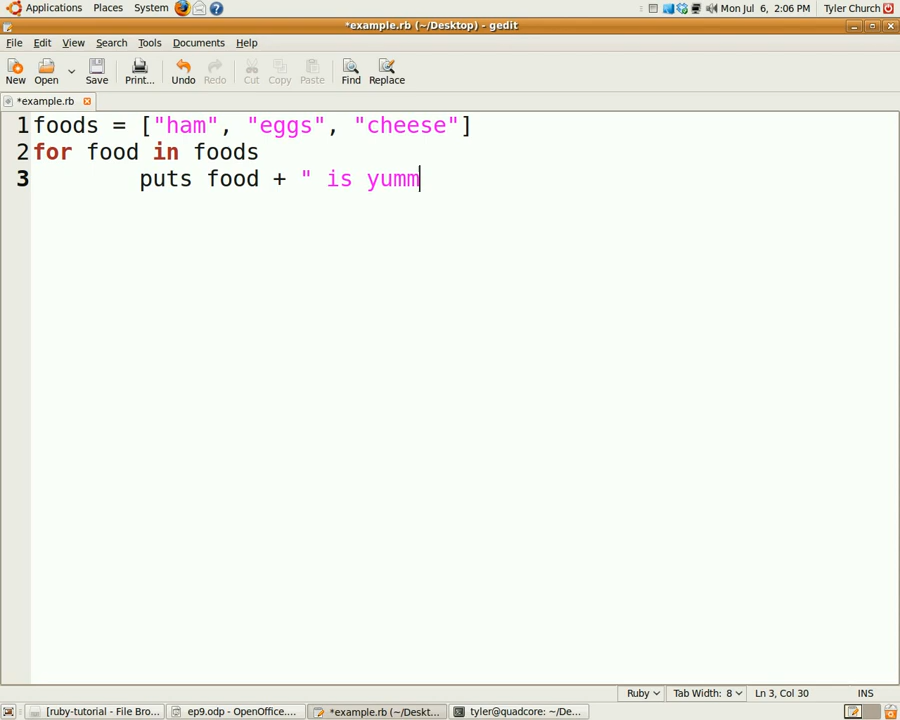 Applications Places System Mon Jul 6, 2:06 PM Tyler Church
*example.rb (~/Desktop) - gedit
File Edit View Search Tools Documents Help
New Open Save Print... Undo Redo Cut Copy Paste Find Replace
*example.rb
1 foods = ["ham", "eggs", "cheese"]
2 for food in foods
3 puts food + " is yumm
Ruby Tab Width: 8 Ln 3, Col 30 INS
[ruby-tutorial - File Bro... ep9.odp - OpenOffice.... *example.rb (~/Deskt... tyler@quadcore: ~/De...